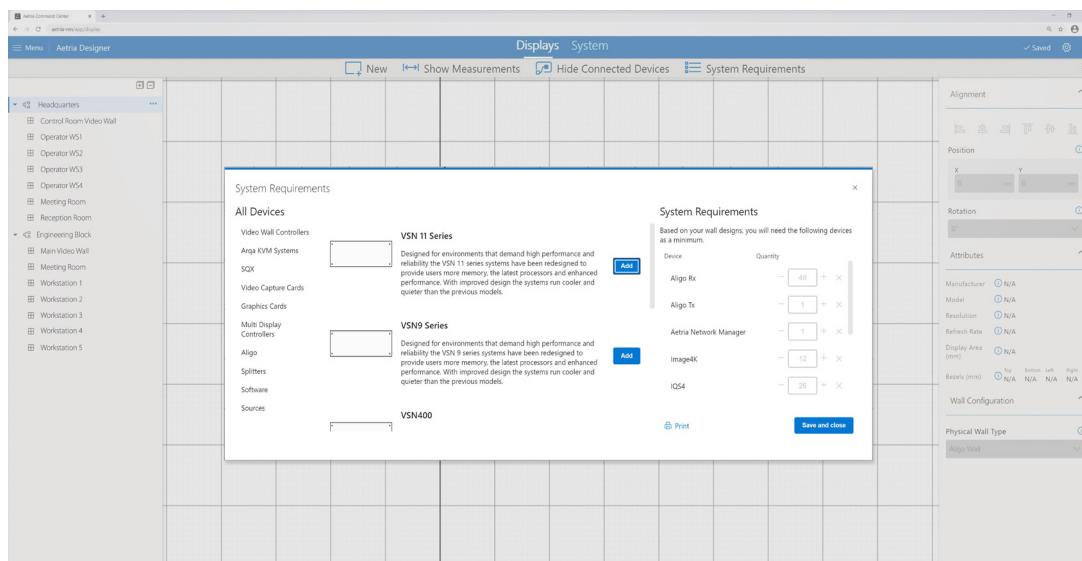 Aetria Command Center
aetria-vm/app/display
Menu
Aetria Designer
Displays System
Saved
New
Show Measurements
Hide Connected Devices
System Requirements
Headquarters
Control Room Video Wall
Operator WS1
Operator WS2
Operator WS3
Operator WS4
Meeting Room
Reception Room
Engineering Block
Main Video Wall
Meeting Room
Workstation 1
Workstation 2
Workstation 3
Workstation 4
Workstation 5
System Requirements
All Devices
Video Wall Controllers
Arqa KVM Systems
SQX
Video Capture Cards
Graphics Cards
Multi Display
Controllers
Aligo
Splitters
Software
Sources
VSN 11 Series
Designed for environments that demand high performance and
reliability the VSN 11 series systems have been redesigned to
provide users more memory, the latest processors and enhanced
performance. With improved design the systems run cooler and
quieter than the previous models.
Add
VSN9 Series
Designed for environments that demand high performance and
reliability the VSN 9 series systems have been redesigned to
provide users more memory, the latest processors and enhanced
performance. With improved design the systems run cooler and
quieter than the previous models.
Add
VSN400
System Requirements
Based on your wall designs, you will need the following devices
as a minimum.
Device Quantity
Aligo Rx 49
Aligo Tx 1
Aetria Network Manager 1
Image4K 12
IQS4 26
Print
Save and close
Alignment
Position
X Y
Rotation
Attributes
Manufacturer N/A
Model N/A
Resolution N/A
Refresh Rate N/A
Display Area
(mm) N/A
Top Bottom Left Right
Bezels (mm) N/A N/A N/A N/A
Wall Configuration
Physical Wall Type
Aligo Wall